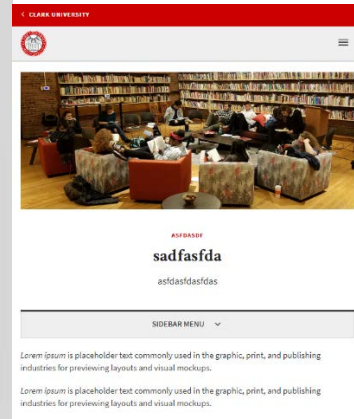 < CLARK UNIVERSITY
ASFDASDF
sadfasfda
asfdasfdasfdas
SIDEBAR MENU
Lorem ipsum is placeholder text commonly used in the graphic, print, and publishing
industries for previewing layouts and visual mockups.
Lorem ipsum is placeholder text commonly used in the graphic, print, and publishing
industries for previewing layouts and visual mockups.